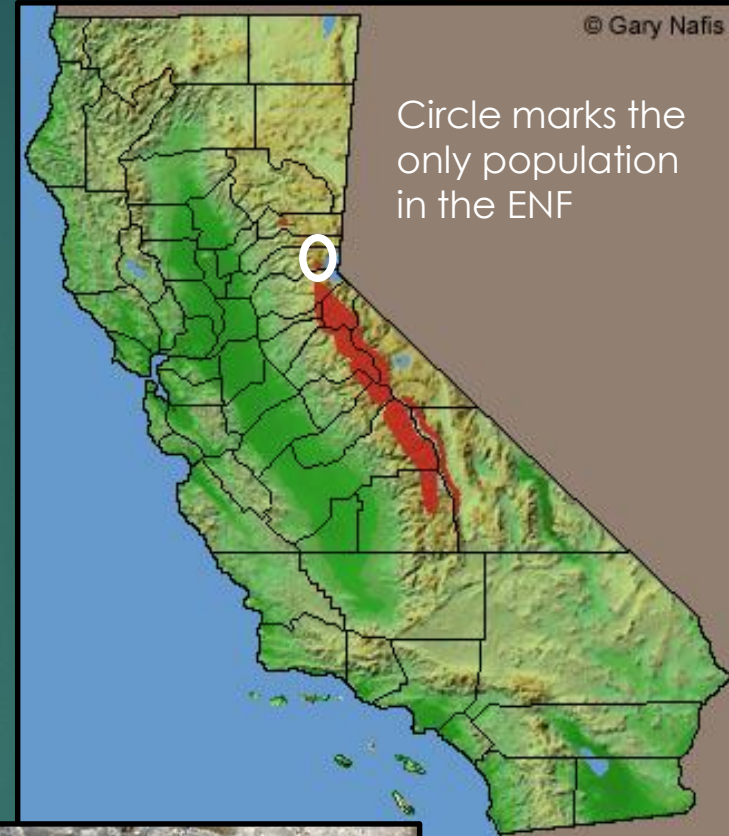 © Gary Nafis
Circle marks the
only population
in the ENF